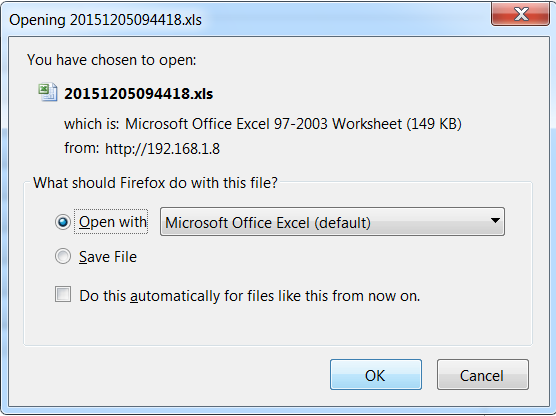 Opening 20151205094418.xls
You have chosen to open:
20151205094418.xls
which is: Microsoft Office Excel 97-2003 Worksheet (149 KB)
from: http://192.168.1.8
What should Firefox do with this file?
Open with Microsoft Office Excel (default)
Save File
Do this automatically for files like this from now on.
OK Cancel